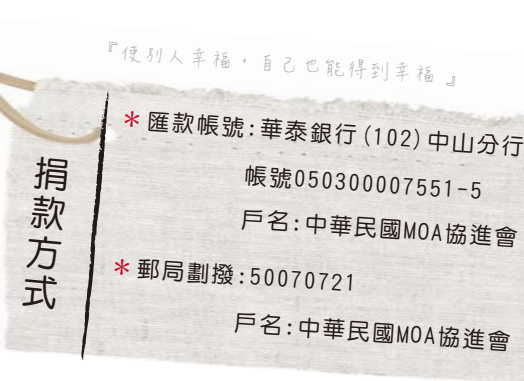 『使別人幸福，自己也能得到幸福』
捐款方式
＊匯款帳號:華泰銀行(102)中山分行
帳號050300007551-5
戶名:中華民國MOA協進會
＊郵局劃撥:50070721
戶名:中華民國MOA協進會